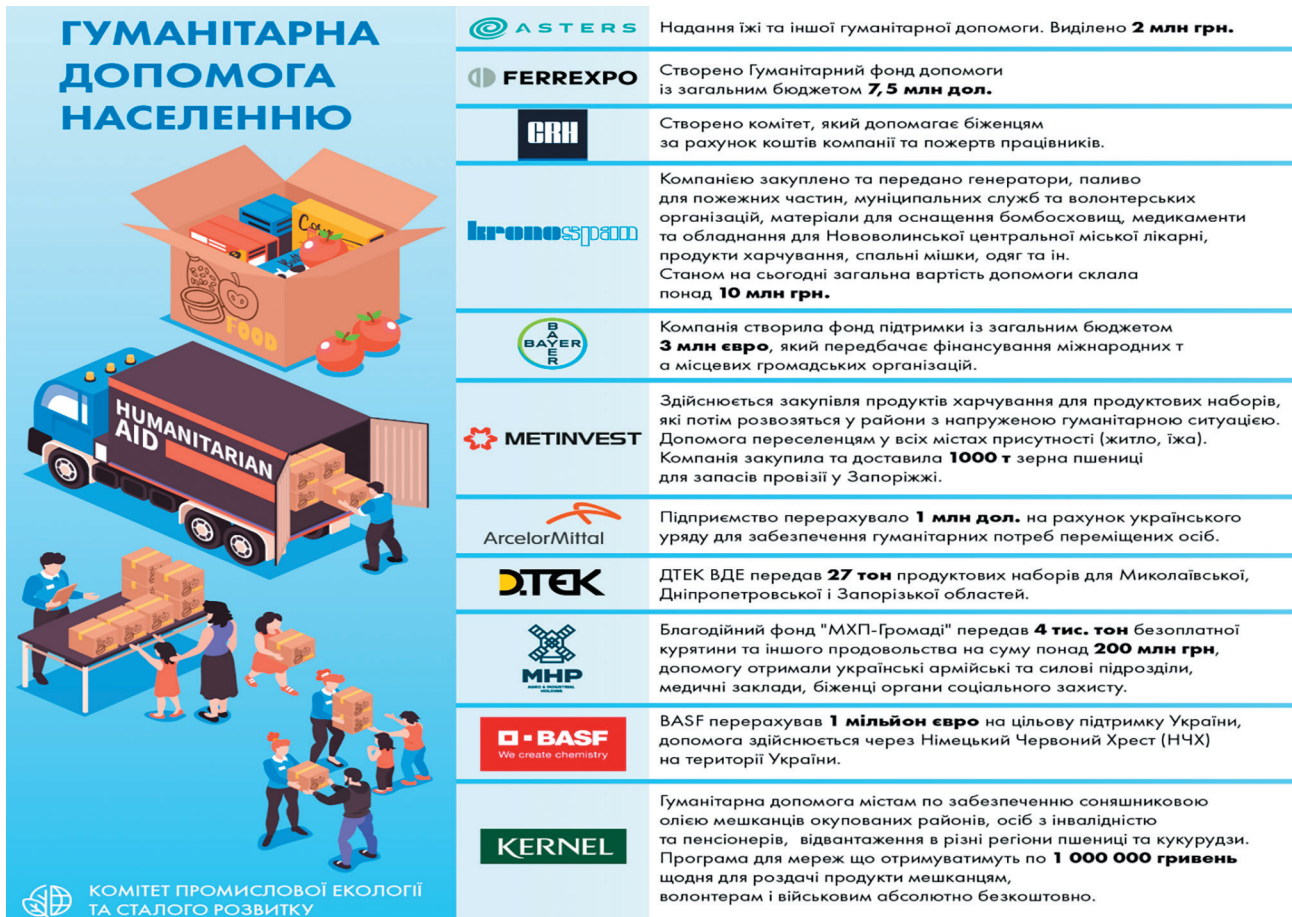 ГУМАНІТАРНА
ДОПОМОГА
НАСЕЛЕННЮ
FOOD
HUMANITARIAN
AID
КОМІТЕТ ПРОМИСЛОВОЇ ЕКОЛОГІЇ
ТА СТАЛОГО РОЗВИТКУ
ASTERS
Надання їжі та іншої гуманітарної допомоги. Виділено 2 млн грн.
FERREXPO
Створено Гуманітарний фонд допомоги
із загальним бюджетом 7,5 млн дол.
CRH
Створено комітет, який допомагає біженцям
за рахунок коштів компанії та пожертв працівників.
kronospan
Компанією закуплено та передано генератори, паливо
для пожежних частин, муніципальних служб та волонтерських
організацій, матеріали для оснащення бомбосховищ, медикаменти
та обладнання для Нововолинської центральної міської лікарні,
продукти харчування, спальні мішки, одяг та ін.
Станом на сьогодні загальна вартість допомоги склала
понад 10 млн грн.
BAYER
BAYER
Компанія створила фонд підтримки із загальним бюджетом
3 млн євро, який передбачає фінансування міжнародних т
а місцевих громадських організацій.
METINVEST
Здійснюється закупівля продуктів харчування для продуктових наборів,
які потім розвозяться у райони з напруженою гуманітарною ситуацією.
Допомога переселенцям у всіх містах присутності (житло, їжа).
Компанія закупила та доставила 1000 т зерна пшениці
для запасів провізії у Запоріжжі.
ArcelorMittal
Підприємство перерахувало 1 млн дол. на рахунок українського
уряду для забезпечення гуманітарних потреб переміщених осіб.
DTEK
ДТЕК ВДЕ передав 27 тон продуктових наборів для Миколаївської,
Дніпропетровської і Запорізької областей.
MHP
AGRO & INDUSTRIAL
HOLDING
Благодійний фонд "МХП-Громаді" передав 4 тис. тон безоплатної
курятини та іншого продовольства на суму понад 200 млн грн,
допомогу отримали українські армійські та силові підрозділи,
медичні заклади, біженці органи соціального захисту.
BASF
We create chemistry
BASF перерахував 1 мільйон євро на цільову підтримку України,
допомога здійснюється через Німецький Червоний Хрест (НЧХ)
на території України.
KERNEL
Гуманітарна допомога містам по забезпеченню соняшниковою
олією мешканців окупованих районів, осіб з інвалідністю
та пенсіонерів, відвантаження в різні регіони пшениці та кукурудзи.
Програма для мереж що отримуватимуть по 1 000 000 гривень
щодня для роздачі продукти мешканцям,
волонтерам і військовим абсолютно безкоштовно.